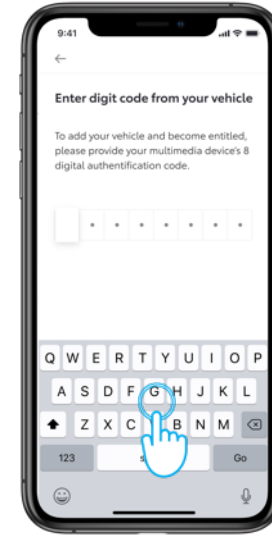 9:41
Enter digit code from your vehicle
To add your vehicle and become entitled,
please provide your multimedia device's 8
digital authentification code.
Q W E R T Y U I O P
A S D F G H J K L
Z X C B N M
123 Go